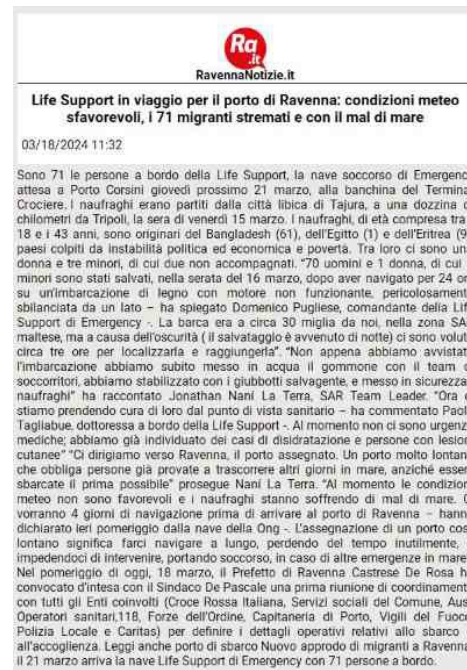 Ra
.it
RavennaNotizie.it
Life Support in viaggio per il porto di Ravenna: condizioni meteo
sfavorevoli, i 71 migranti stremati e con il mal di mare
03/18/2024 11:32
Sono 71 le persone a bordo della Life Support, la nave soccorso di Emergenc
attesa a Porto Corsini giovedì prossimo 21 marzo, alla banchina del Termina
Crociere. I naufraghi erano partiti dalla città libica di Tajura, a una dozzina d
chilometri da Tripoli, la sera di venerdì 15 marzo. I naufraghi, di età compresa tra
18 e i 43 anni, sono originari del Bangladesh (61), dell'Egitto (1) e dell'Eritrea (9)
paesi colpiti da instabilità politica ed economica e povertà. Tra loro ci sono un
donna e tre minori, di cui due non accompagnati. "70 uomini e 1 donna, di cui
minori sono stati salvati, nella serata del 16 marzo, dopo aver navigato per 24 or
su un'imbarcazione di legno con motore non funzionante, pericolosament
sbilanciata da un lato – ha spiegato Domenico Pugliese, comandante della Lif
Support di Emergency -. La barca era a circa 30 miglia da noi, nella zona SA
maltese, ma a causa dell'oscurità ( il salvataggio è avvenuto di notte) ci sono volut
circa tre ore per localizzarla e raggiungerla". "Non appena abbiamo avvistat
l'imbarcazione abbiamo subito messo in acqua il gommone con il team d
soccorritori, abbiamo stabilizzato con i giubbotti salvagente, e messo in sicurezza
naufraghi" ha raccontato Jonathan Nanì La Terra, SAR Team Leader. "Ora c
stiamo prendendo cura di loro dal punto di vista sanitario – ha commentato Paol
Tagliabue, dottoressa a bordo della Life Support -. Al momento non ci sono urgenz
mediche; abbiamo già individuato dei casi di disidratazione e persone con lesion
cutanee" "Ci dirigiamo verso Ravenna, il porto assegnato. Un porto molto lontan
che obbliga persone già provate a trascorrere altri giorni in mare, anziché esser
sbarcate il prima possibile" prosegue Nanì La Terra. "Al momento le condizion
meteo non sono favorevoli e i naufraghi stanno soffrendo di mal di mare. C
vorranno 4 giorni di navigazione prima di arrivare al porto di Ravenna – hann
dichiarato ieri pomeriggio dalla nave della Ong -. L'assegnazione di un porto cos
lontano significa farci navigare a lungo, perdendo del tempo inutilmente,
impedendoci di intervenire, portando soccorso, in caso di altre emergenze in mare
Nel pomeriggio di oggi, 18 marzo, il Prefetto di Ravenna Castrese De Rosa h
convocato d'intesa con il Sindaco De Pascale una prima riunione di coordinament
con tutti gli Enti coinvolti (Croce Rossa Italiana, Servizi sociali del Comune, Aus
Operatori sanitari,118, Forze dell'Ordine, Capitaneria di Porto, Vigili del Fuoc
Polizia Locale e Caritas) per definire i dettagli operativi relativi allo sbarco
all'accoglienza. Leggi anche porto di sbarco Nuovo approdo di migranti a Ravenn
il 21 marzo arriva la nave Life Support di Emergency con 71 persone a bordo.